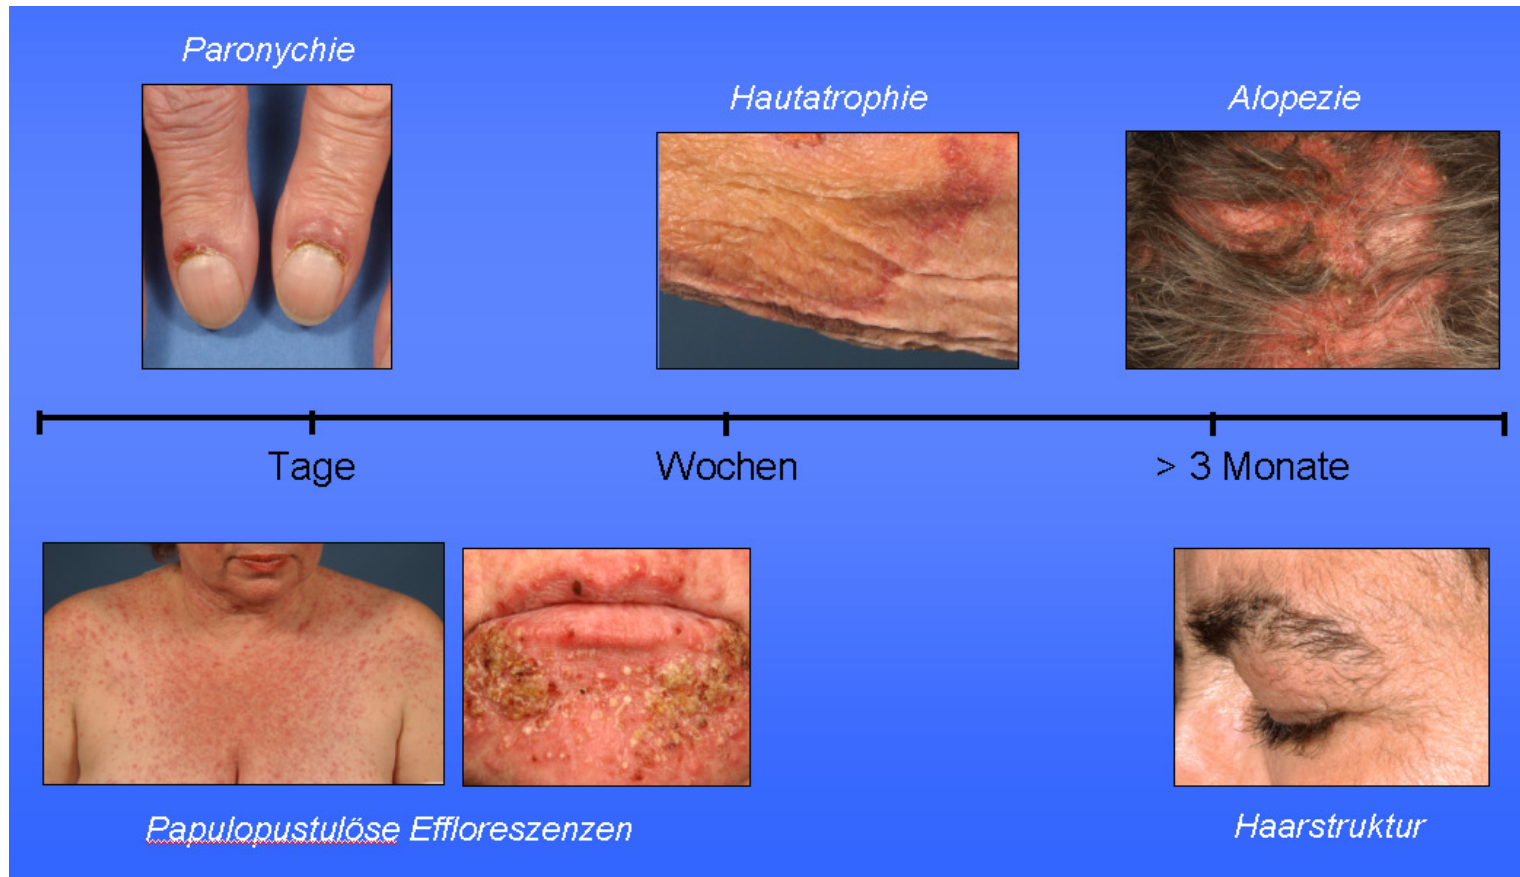 Paronychie
Hautatrophie
Alopezie
Tage
Wochen
> 3 Monate
Papulopustulöse Effloreszenzen
Haarstruktur